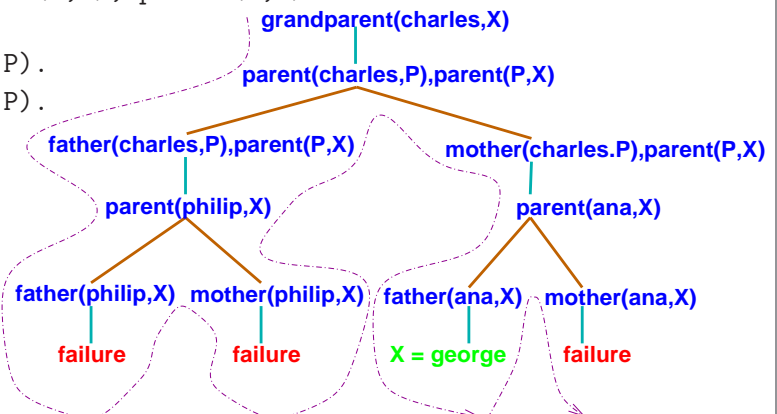 grandparent(charles,X)
P).
parent(charles,P),parent(P,X)
P).
father(charles,P),parent(P,X)
mother(charles.P),parent(P,X)
parent(philip,X)
parent(ana,X)
father(philip,X)
mother(philip,X)
father(ana,X)
mother(ana,X)
failure
failure
X = george
failure